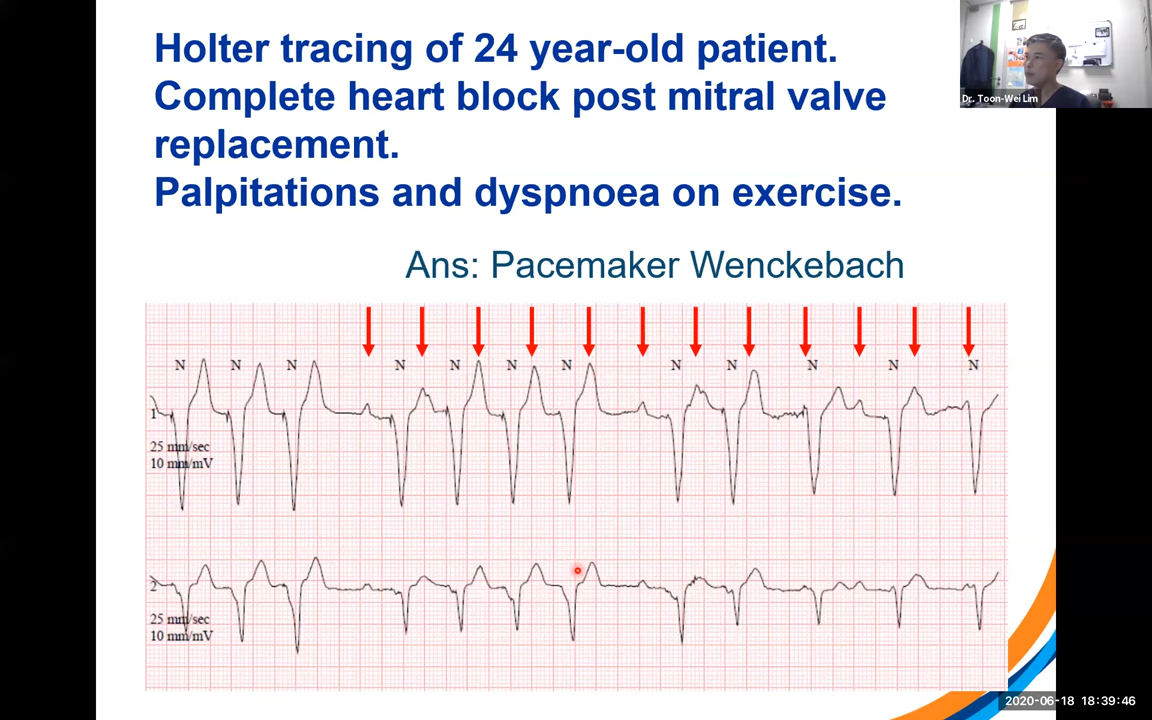 Holter tracing of 24 year-old patient.
Complete heart block post mitral valve
replacement.
Palpitations and dyspnoea on exercise.
Dr. Toon-Wei Lim
Ans: Pacemaker Wenckebach
N N N N N N N N N N N N
1
25 mm/sec
10 mm/mV
2
25 mm/sec
10 mm/mV
2020-06-18 18:39:46